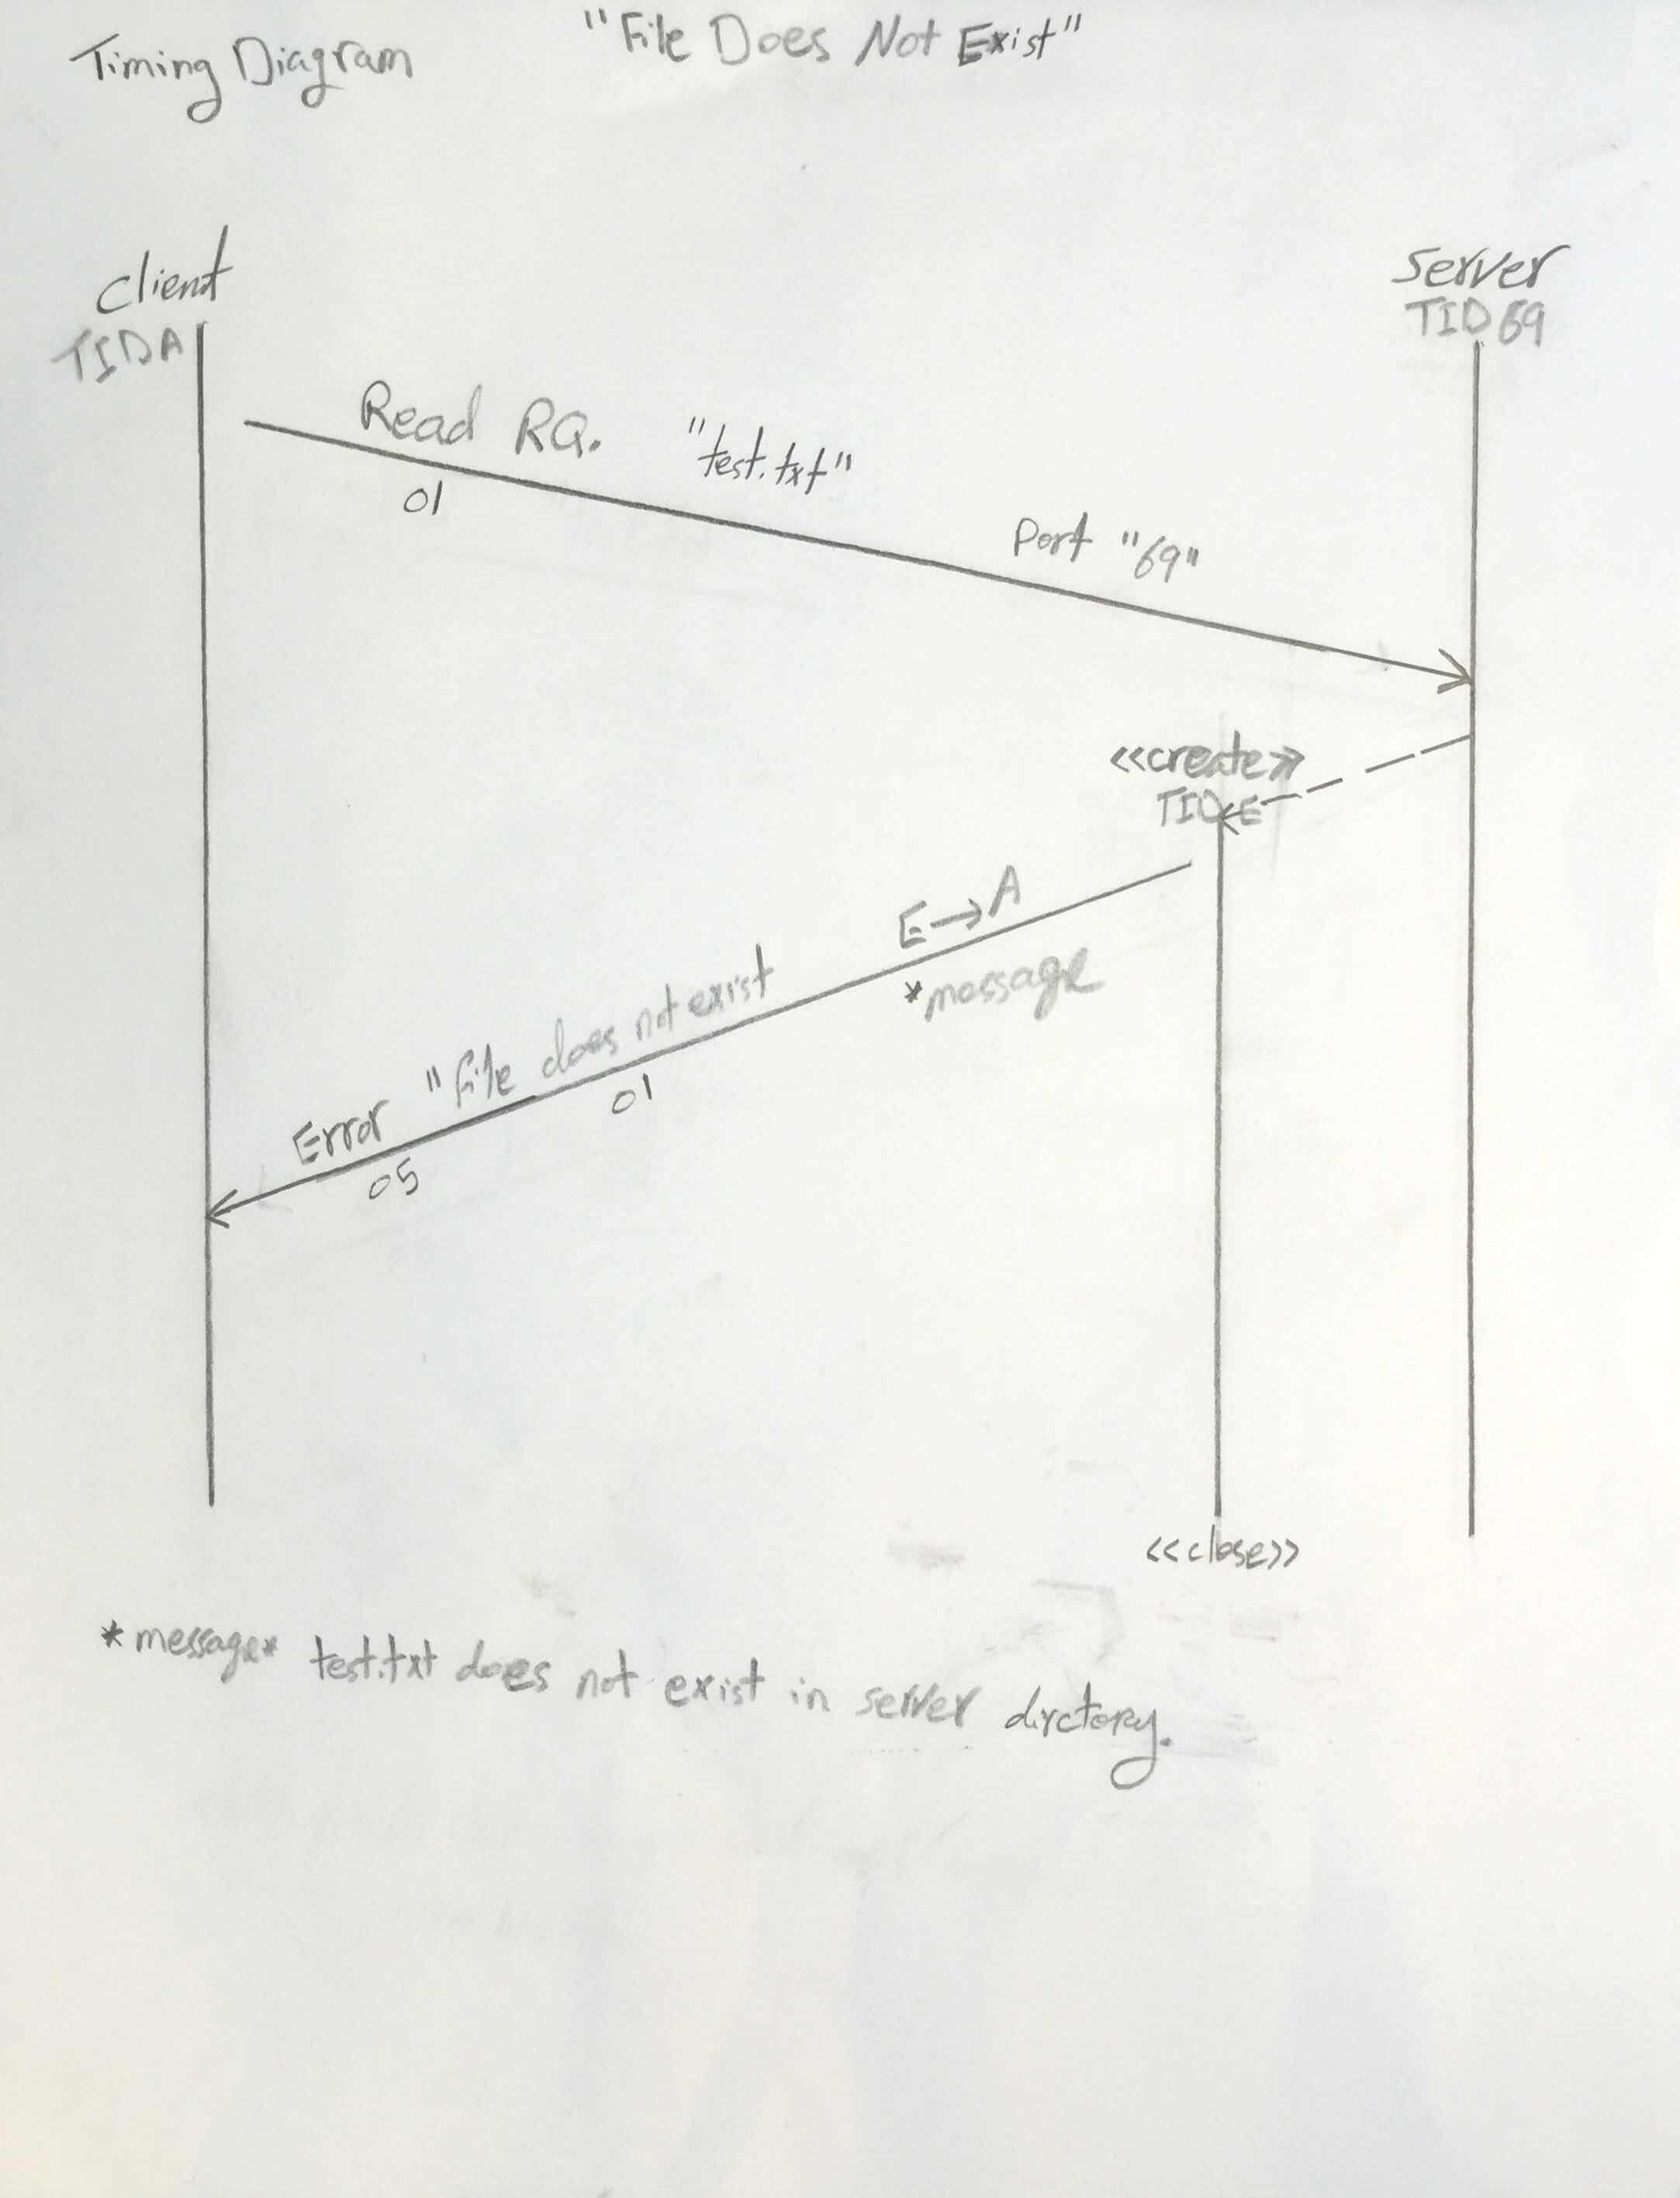 Timing Diagram "File Does Not Exist"
Client
TID A
Server
TID 69
Read RQ. "test.txt"
01
Port "69"
<<create>>
TID E
E→A
*message
Error "file does not exist
01
05
<<close>>
*message* test.txt does not exist in server dirctory.